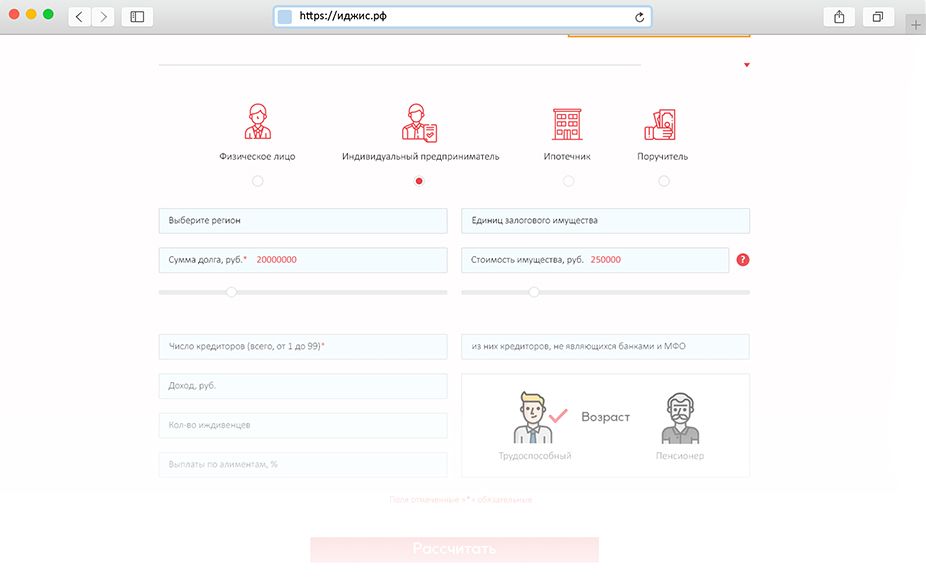 https://иджис.рф
Физическое лицо
Индивидуальный предприниматель
Ипотечник
Поручитель
Выберите регион
Единиц залогового имущества
Сумма долга, руб.* 20000000
Стоимость имущества, руб. 250000
?
Число кредиторов (всего, от 1 до 99)*
из них кредиторов, не являющихся банками и МФО
Доход, руб.
Кол-во иждивенцев
Выплаты по алиментам, %
Возраст
Трудоспособный
Пенсионер
Поля отмеченные «*» обязательные
Рассчитать